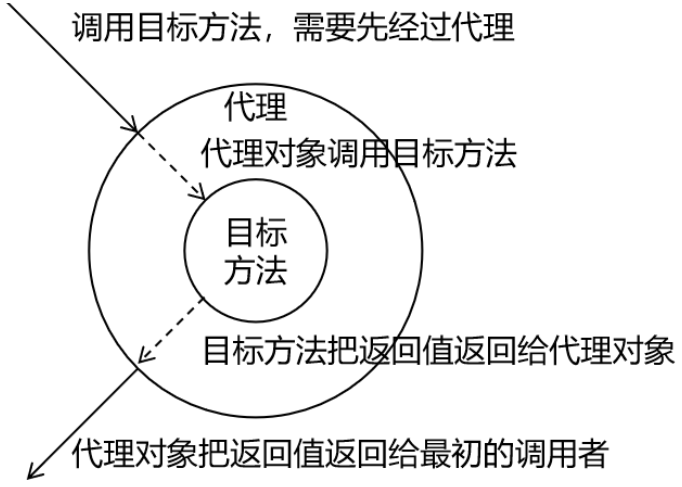 调用目标方法，需要先经过代理
代理
代理对象调用目标方法
目标
方法
目标方法把返回值返回给代理对象
代理对象把返回值返回给最初的调用者